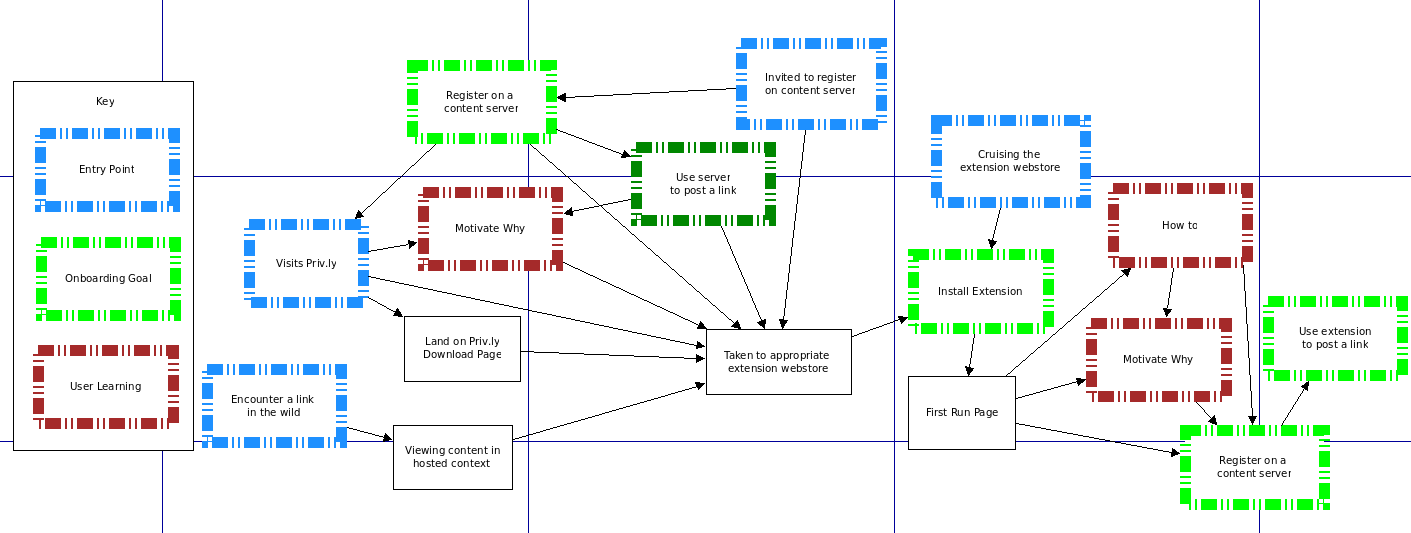 Key
Entry Point
Onboarding Goal
User Learning
Register on a
content server
Invited to register
on content server
Use server
to post a link
Motivate Why
Visits Priv.ly
Land on Priv.ly
Download Page
Encounter a link
in the wild
Viewing content in
hosted context
Taken to appropriate
extension webstore
Cruising the
extension webstore
Install Extension
First Run Page
How to
Motivate Why
Use extension
to post a link
Register on a
content server